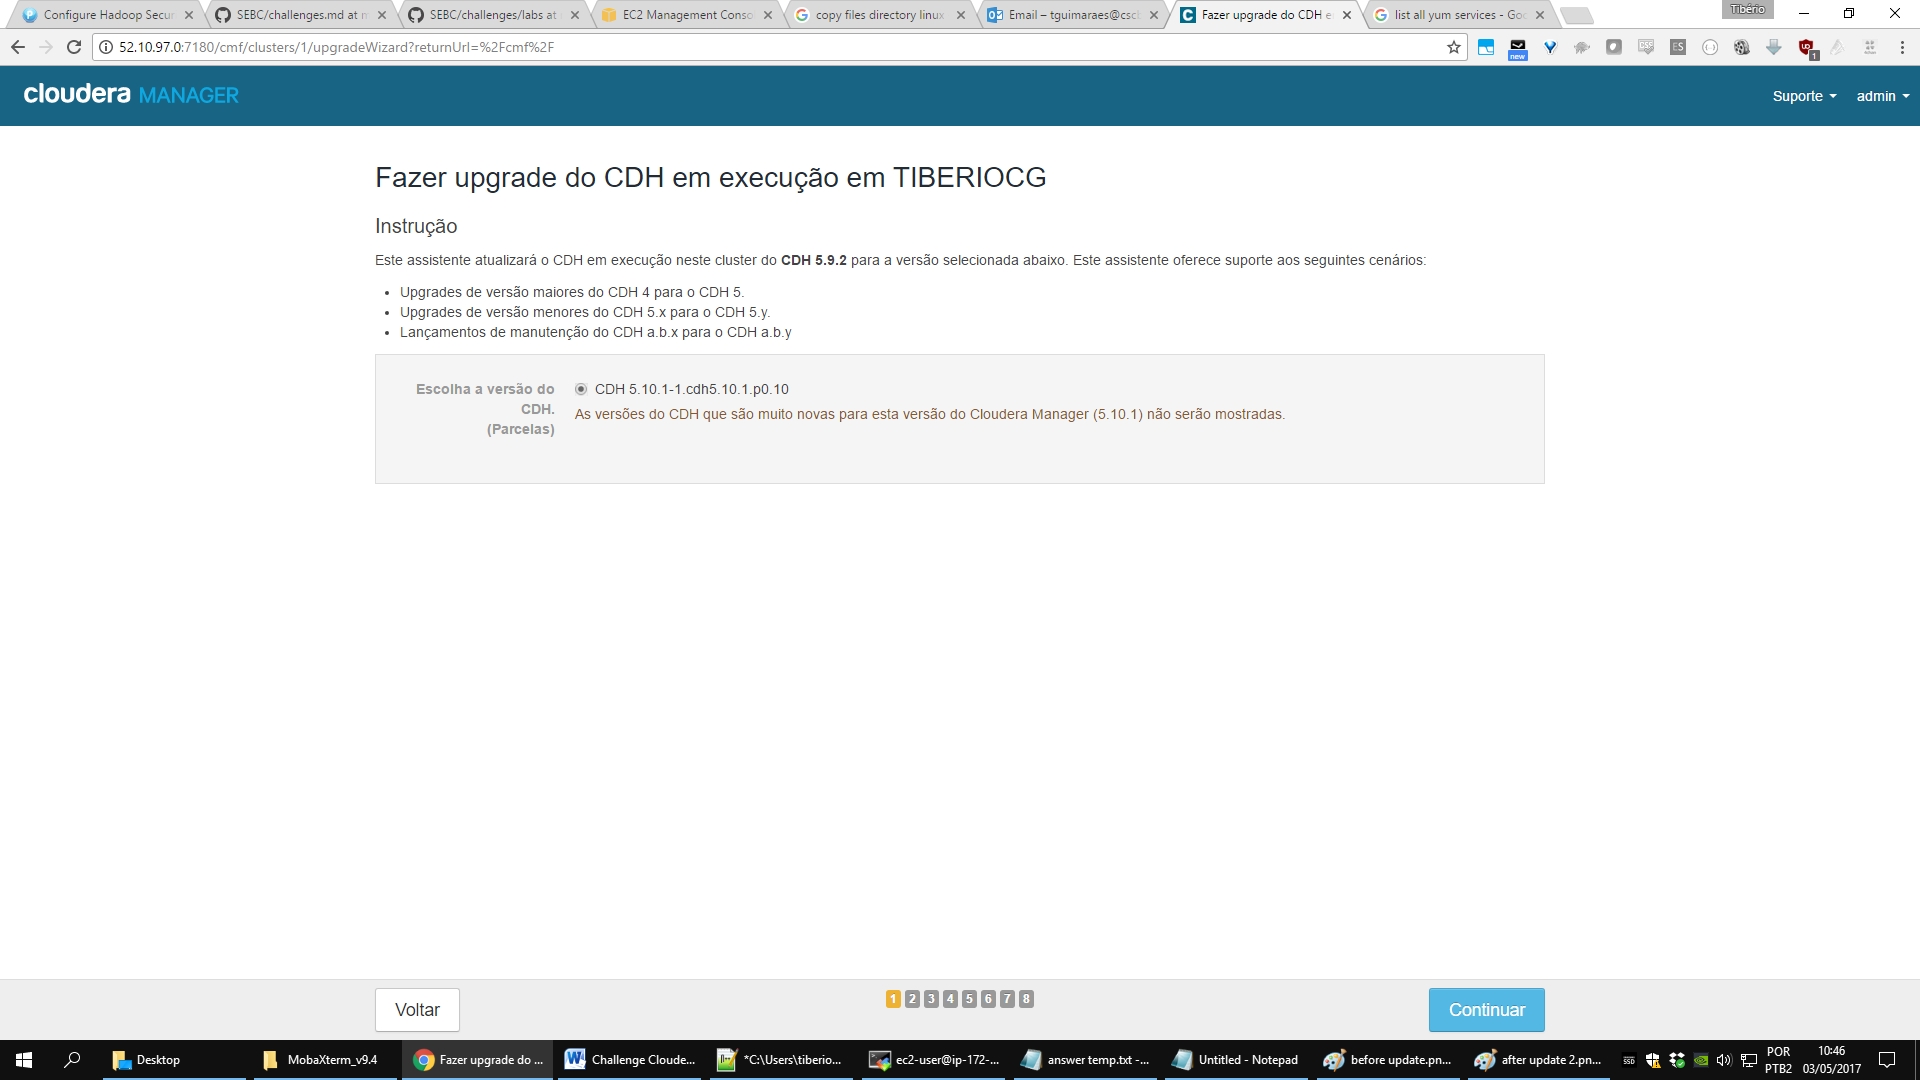 Configure Hadoop Secur
SEBC/challenges.md at m
SEBC/challenges/labs at
EC2 Management Conso
copy files directory linux
Email – tguimaraes@csc
Fazer upgrade do CDH e
list all yum services - Goo
Tibério
52.10.97.0:7180/cmf/clusters/1/upgradeWizard?returnUrl=%2Fcmf%2F
new
CSS
ES
1
cloudera MANAGER
Suporte
admin
Fazer upgrade do CDH em execução em TIBERIOCG
Instrução
Este assistente atualizará o CDH em execução neste cluster do CDH 5.9.2 para a versão selecionada abaixo. Este assistente oferece suporte aos seguintes cenários:
• Upgrades de versão maiores do CDH 4 para o CDH 5.
• Upgrades de versão menores do CDH 5.x para o CDH 5.y.
• Lançamentos de manutenção do CDH a.b.x para o CDH a.b.y
Escolha a versão do
CDH.
(Parcelas)
CDH 5.10.1-1.cdh5.10.1.p0.10
As versões do CDH que são muito novas para esta versão do Cloudera Manager (5.10.1) não serão mostradas.
Voltar
1 2 3 4 5 6 7 8
Continuar
Desktop
MobaXterm_v9.4
Fazer upgrade do ...
Challenge Cloude...
*C:\Users\tiberio...
ec2-user@ip-172-...
answer temp.txt -...
Untitled - Notepad
before update.pn...
after update 2.pn...
SSD
POR
PTB2
10:46
03/05/2017